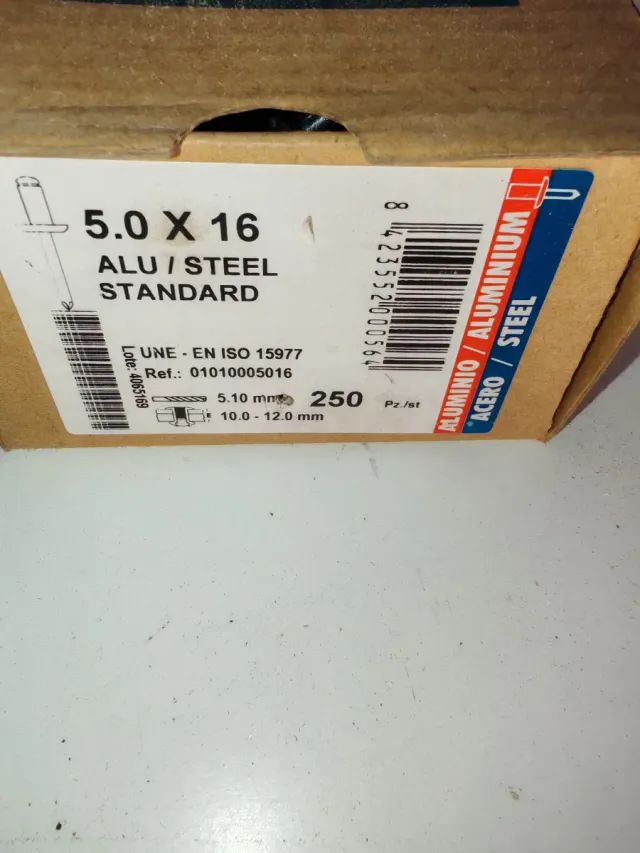 5.0 X 16
ALU / STEEL
STANDARD
UNE - EN ISO 15977
Ref.: 01010005016
Lote: 4065169
5.10 mm
10.0 - 12.0 mm
250 Pz./st
8 423552 000564
ALUMINIO / ALUMINIUM
ACERO / STEEL